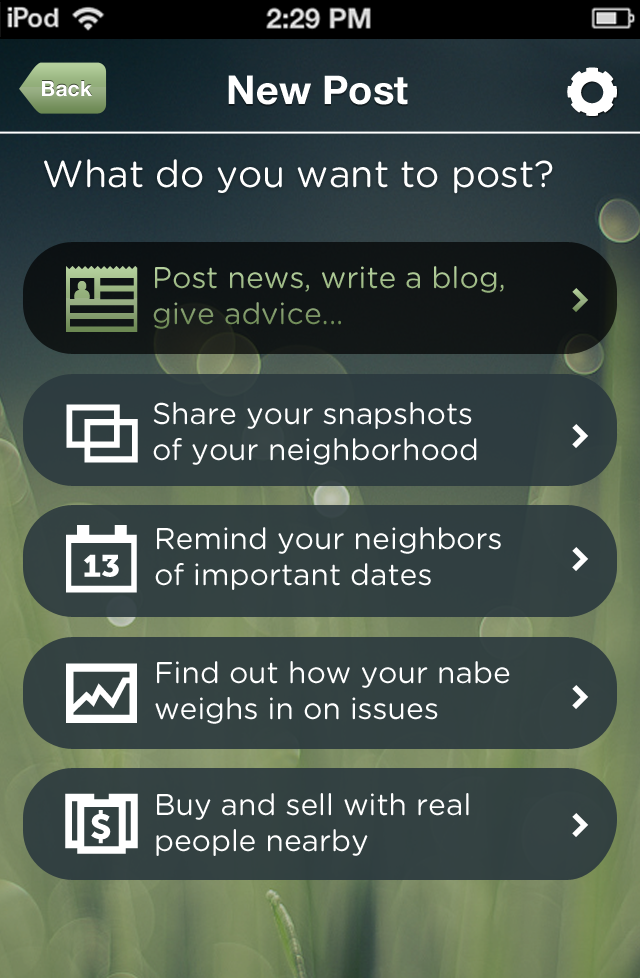 iPod 2:29 PM
Back New Post
What do you want to post?
Post news, write a blog,
give advice...
Share your snapshots
of your neighborhood
13
Remind your neighbors
of important dates
Find out how your nabe
weighs in on issues
$
Buy and sell with real
people nearby